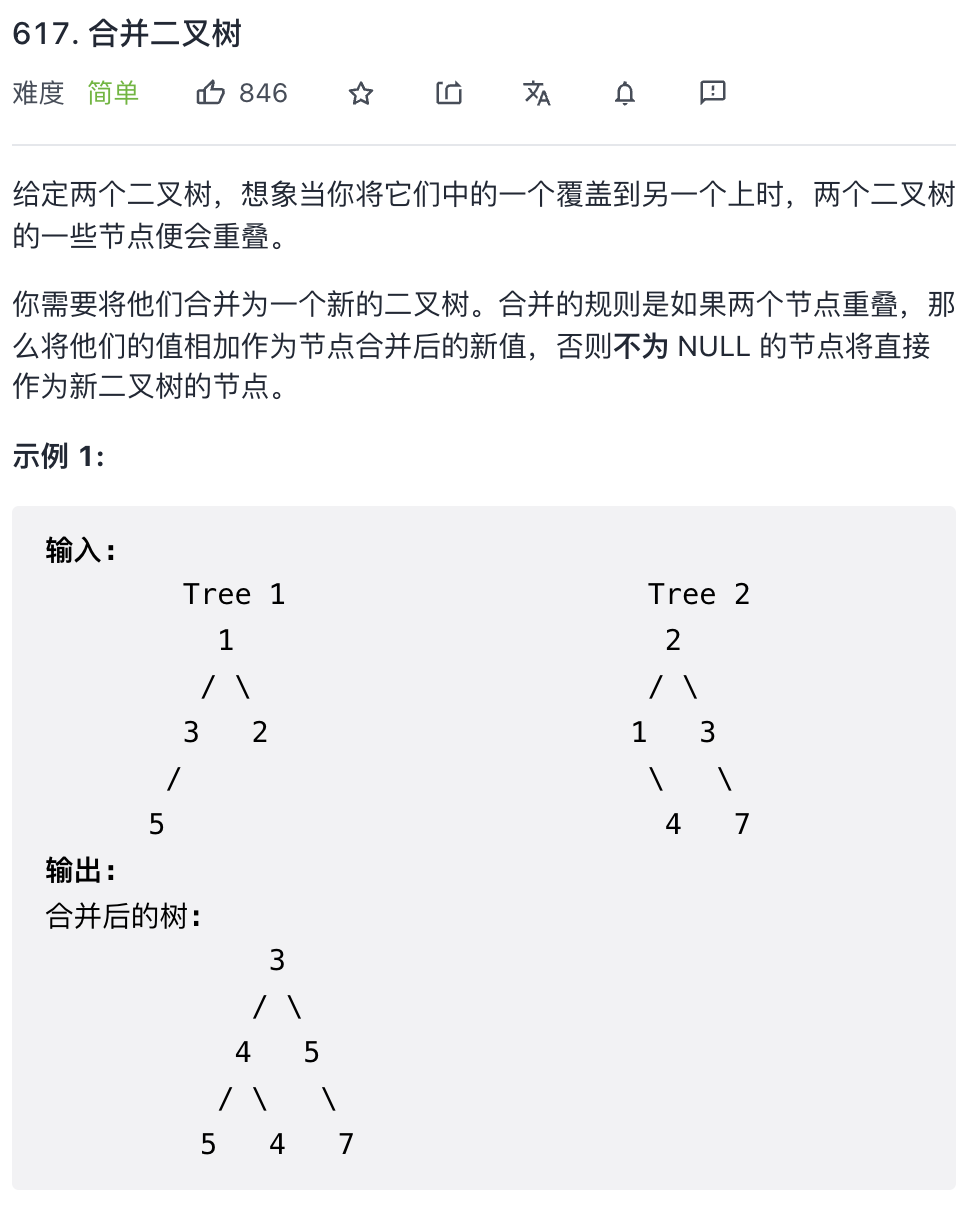 617. 合并二叉树
难度 简单 846
给定两个二叉树，想象当你将它们中的一个覆盖到另一个上时，两个二叉树
的一些节点便会重叠。
你需要将他们合并为一个新的二叉树。合并的规则是如果两个节点重叠，那
么将他们的值相加作为节点合并后的新值，否则不为 NULL 的节点将直接
作为新二叉树的节点。
示例 1:
输入:
Tree 1 Tree 2
1 2
/ \ / \
3 2 1 3
/ \ \
5 4 7
输出:
合并后的树:
3
/ \
4 5
/ \ \
5 4 7